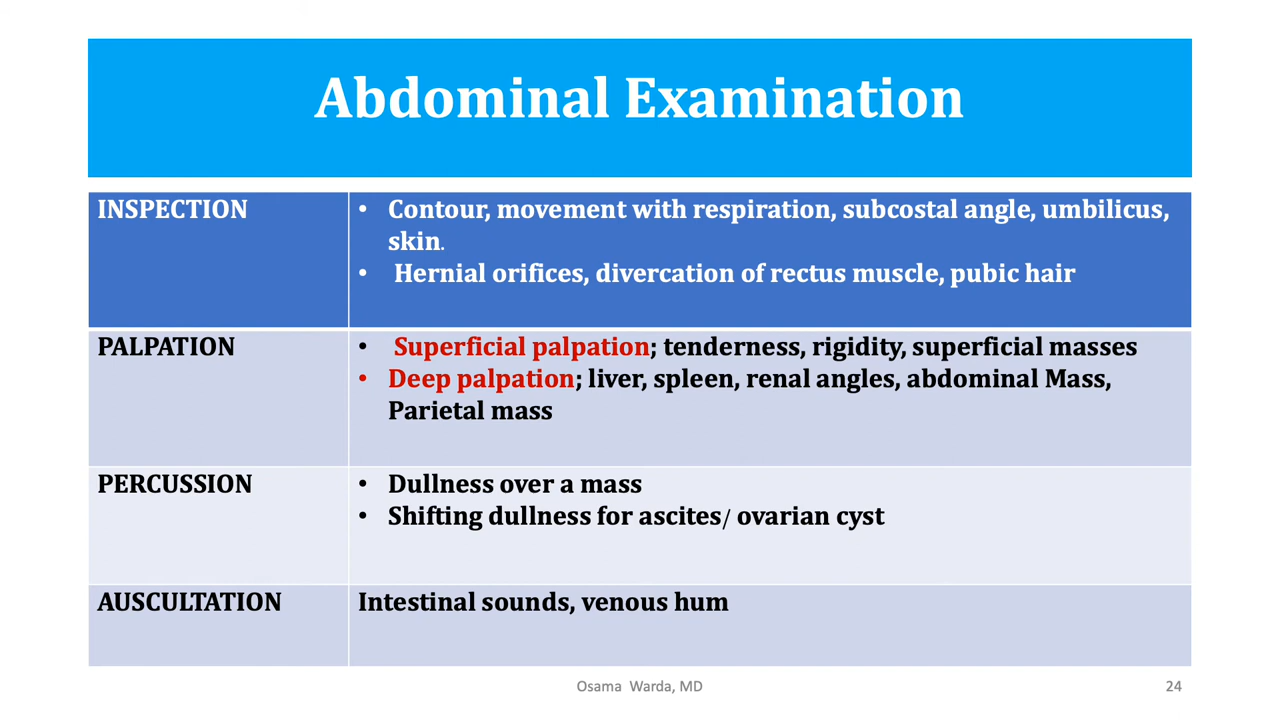 Abdominal Examination
INSPECTION
• Contour, movement with respiration, subcostal angle, umbilicus,
skin.
• Hernial orifices, divercation of rectus muscle, pubic hair
PALPATION
• Superficial palpation; tenderness, rigidity, superficial masses
• Deep palpation; liver, spleen, renal angles, abdominal Mass,
Parietal mass
PERCUSSION
• Dullness over a mass
• Shifting dullness for ascites/ ovarian cyst
AUSCULTATION
Intestinal sounds, venous hum
Osama Warda, MD
24